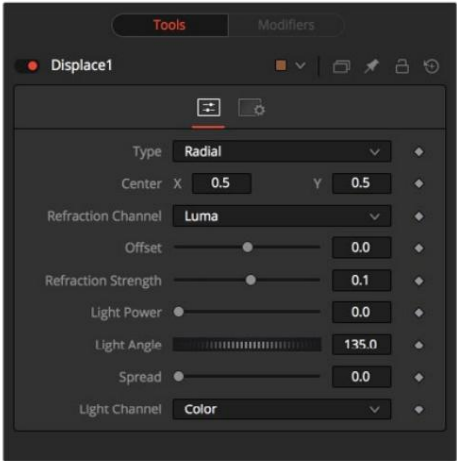 Tools Modifiers
Displace1
Type Radial
Center X 0.5 Y 0.5
Refraction Channel Luma
Offset 0.0
Refraction Strength 0.1
Light Power 0.0
Light Angle 135.0
Spread 0.0
Light Channel Color